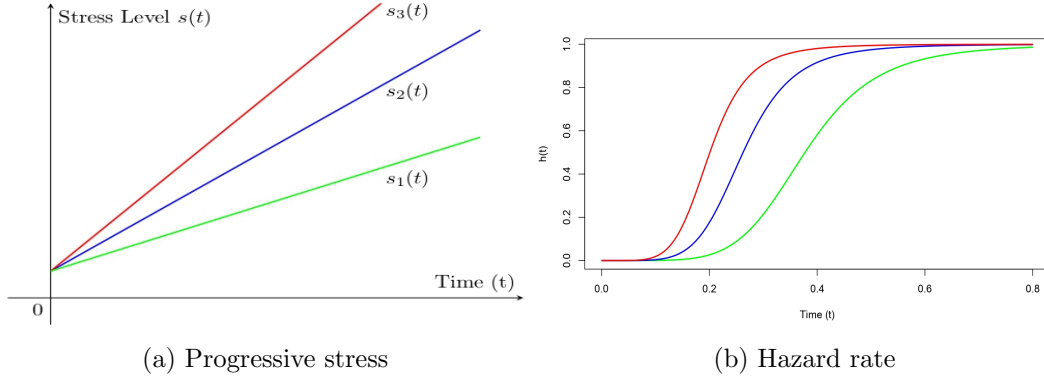 Stress Level s(t)
s₃(t)
s₂(t)
s₁(t)
Time (t)
0
(a) Progressive stress
h(t)
1.0
0.8
0.6
0.4
0.2
0.0
0.0 0.2 0.4 0.6 0.8
Time (t)
(b) Hazard rate